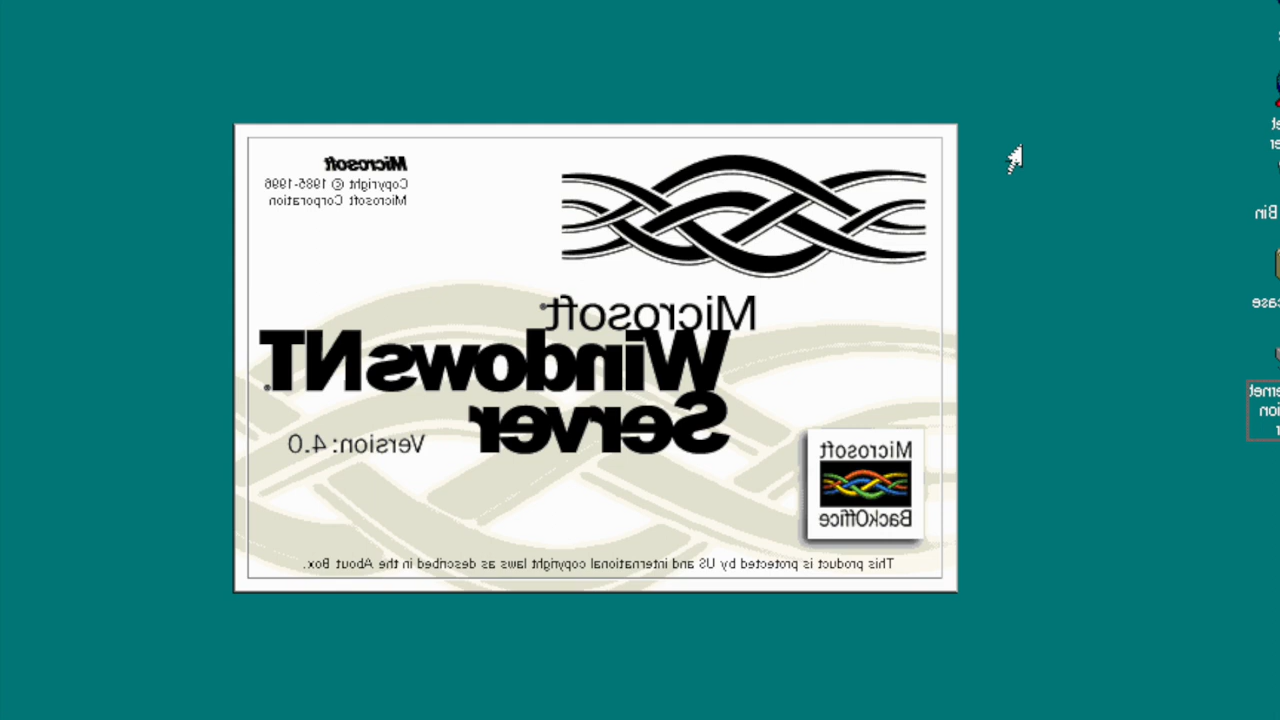 Microsoft
Copyright © 1985-1996
Microsoft Corporation
Microsoft®
WindowsNT®
Server
Version: 4.0
Microsoft
BackOffice
This product is protected by US and international copyright laws as described in the About Box.
Bin